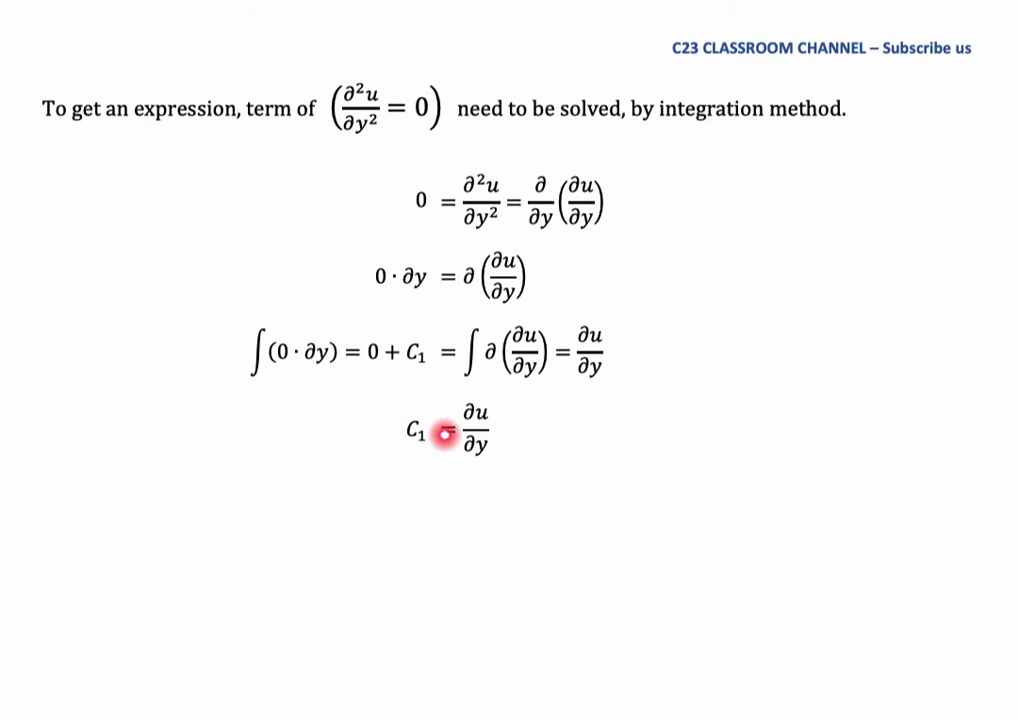 C23 CLASSROOM CHANNEL – Subscribe us
To get an expression, term of (∂²u/∂y² = 0) need to be solved, by integration method.
0 = ∂²u/∂y² = ∂/∂y (∂u/∂y)
0 · ∂y = ∂ (∂u/∂y)
∫(0 · ∂y) = 0 + C₁ = ∫ ∂ (∂u/∂y) = ∂u/∂y
C₁ = ∂u/∂y